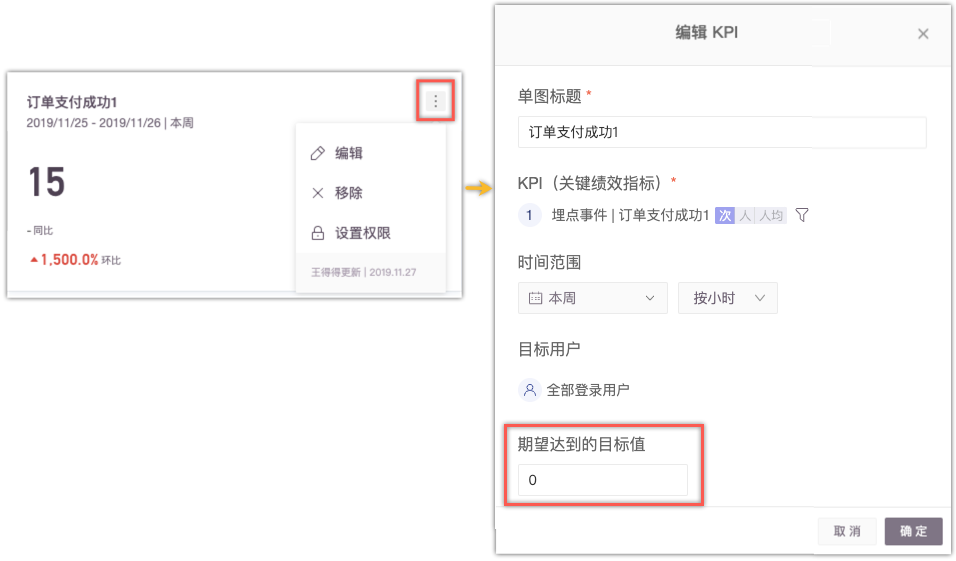 订单支付成功1
2019/11/25 - 2019/11/26 | 本周
15
- 同比
1,500.0% 环比
编辑
移除
设置权限
王得得更新 | 2019.11.27
编辑 KPI
单图标题 *
订单支付成功1
KPI（关键绩效指标）*
1 埋点事件 | 订单支付成功1 次 人 人均
时间范围
本周 按小时
目标用户
全部登录用户
期望达到的目标值
0
取消 确定